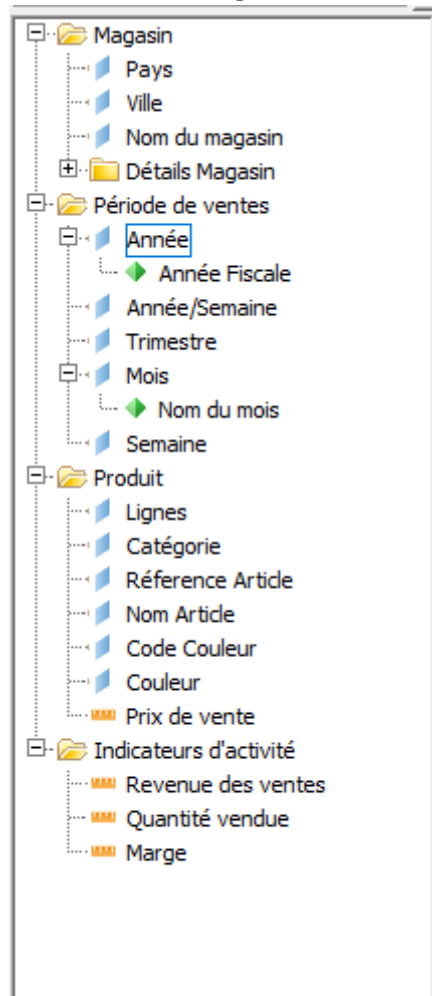 Magasin
Pays
Ville
Nom du magasin
Détails Magasin
Période de ventes
Année
Année Fiscale
Année/Semaine
Trimestre
Mois
Nom du mois
Semaine
Produit
Lignes
Catégorie
Réference Article
Nom Article
Code Couleur
Couleur
Prix de vente
Indicateurs d'activité
Revenue des ventes
Quantité vendue
Marge